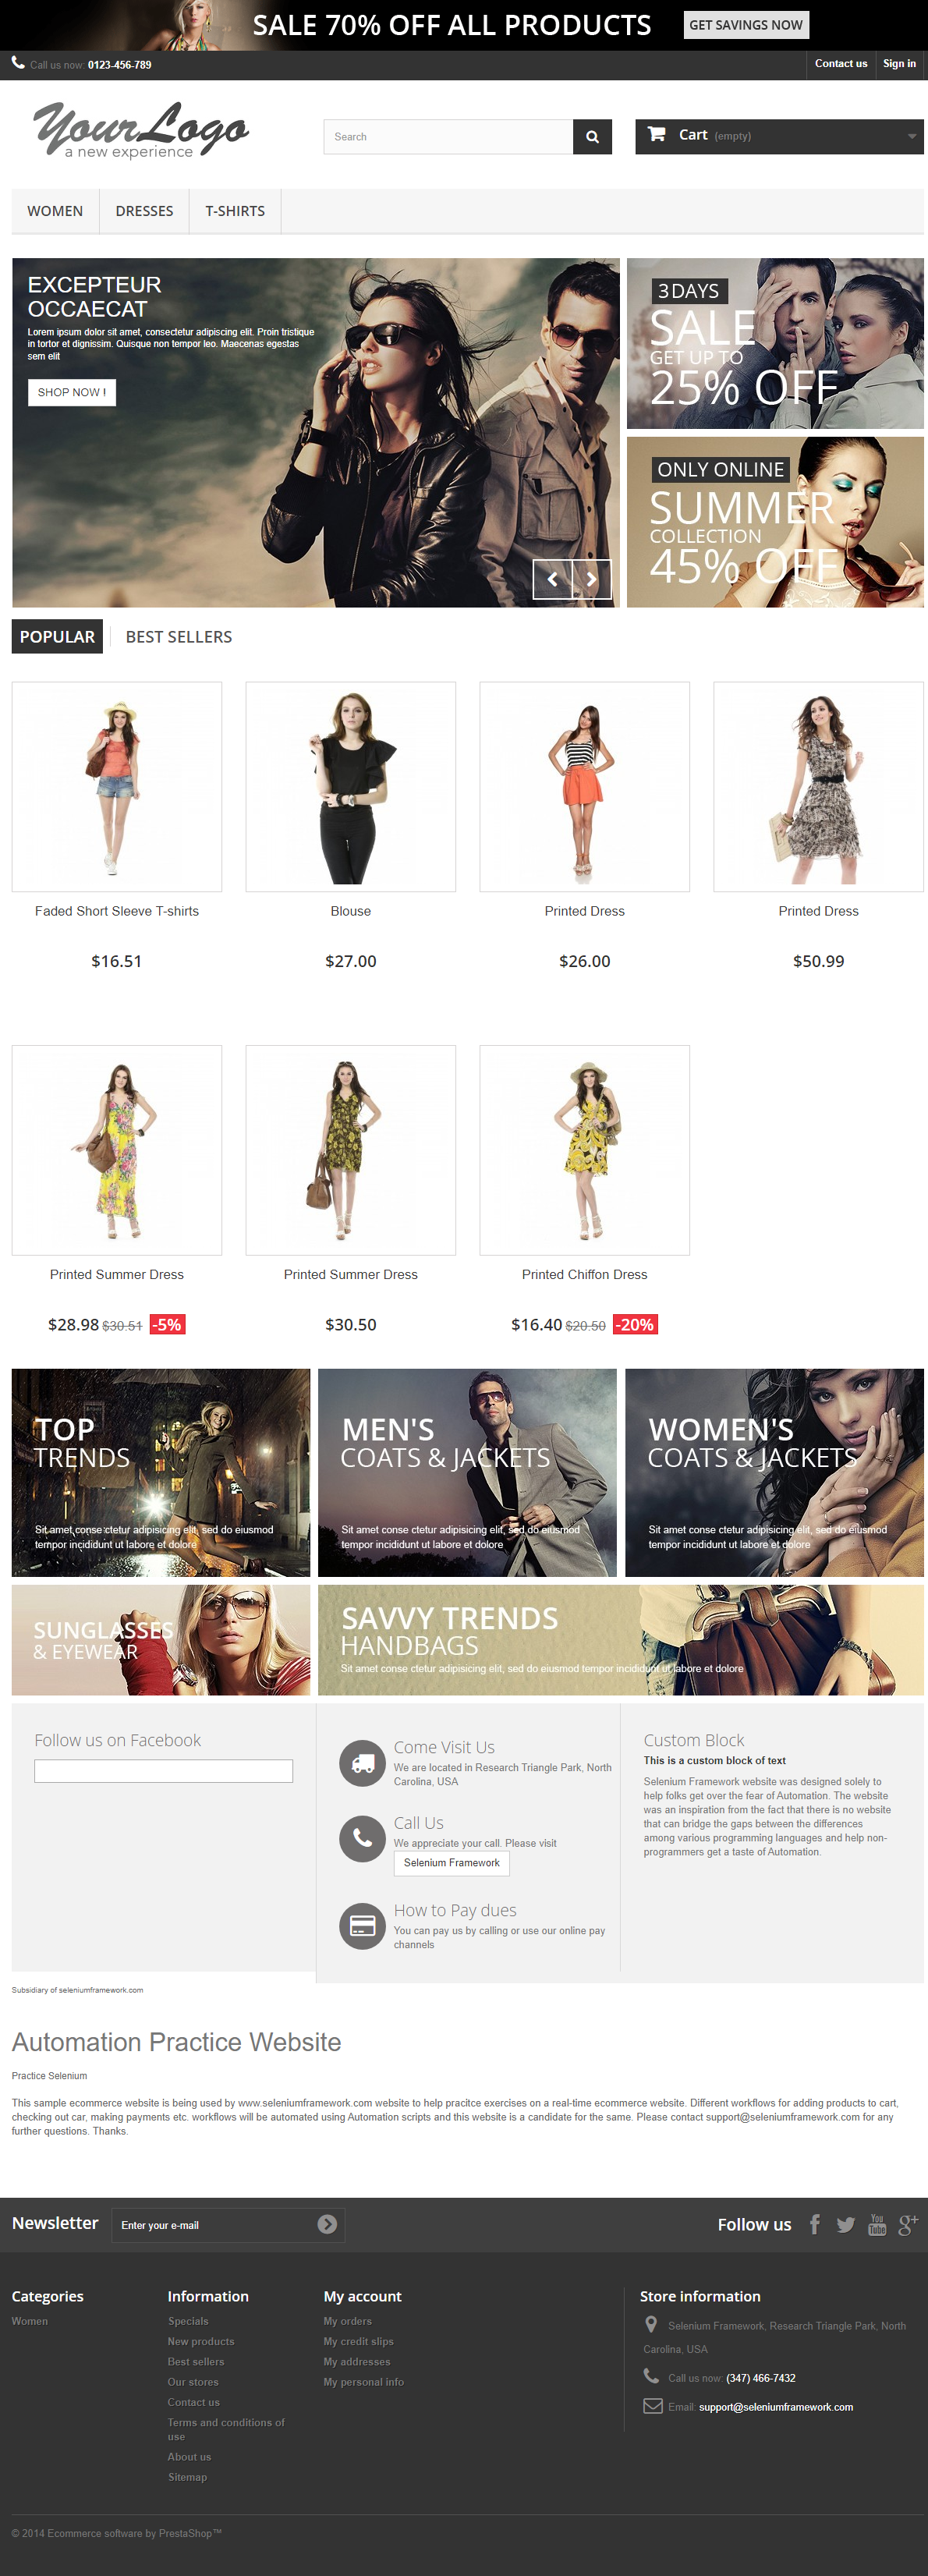 SALE 70% OFF ALL PRODUCTS
GET SAVINGS NOW
Call us now: 0123-456-789
Contact us
Sign in
YourLogo
a new experience
Search
Cart (empty)
WOMEN
DRESSES
T-SHIRTS
EXCEPTEUR
OCCAECAT
Lorem ipsum dolor sit amet, consectetur adipiscing elit. Proin tristique
in tortor et dignissim. Quisque non tempor leo. Maecenas egestas
sem elit
SHOP NOW !
3 DAYS
SALE
GET UP TO
25% OFF
ONLY ONLINE
SUMMER
COLLECTION
45% OFF
POPULAR
BEST SELLERS
Faded Short Sleeve T-shirts
Blouse
Printed Dress
Printed Dress
$16.51
$27.00
$26.00
$50.99
Printed Summer Dress
Printed Summer Dress
Printed Chiffon Dress
$28.98 $30.51 -5%
$30.50
$16.40 $20.50 -20%
TOP
TRENDS
Sit amet conse ctetur adipisicing elit, sed do eiusmod
tempor incididunt ut labore et dolore
MEN'S
COATS & JACKETS
Sit amet conse ctetur adipisicing elit, sed do eiusmod
tempor incididunt ut labore et dolore
WOMEN'S
COATS & JACKETS
Sit amet conse ctetur adipisicing elit, sed do eiusmod
tempor incididunt ut labore et dolore
SUNGLASSES
& EYEWEAR
SAVVY TRENDS
HANDBAGS
Sit amet conse ctetur adipisicing elit, sed do eiusmod tempor incididunt ut labore et dolore
Follow us on Facebook
Come Visit Us
We are located in Research Triangle Park, North
Carolina, USA
Call Us
We appreciate your call. Please visit
Selenium Framework
How to Pay dues
You can pay us by calling or use our online pay
channels
Custom Block
This is a custom block of text
Selenium Framework website was designed solely to
help folks get over the fear of Automation. The website
was an inspiration from the fact that there is no website
that can bridge the gaps between the differences
among various programming languages and help non-
programmers get a taste of Automation.
Subsidiary of seleniumframework.com
Automation Practice Website
Practice Selenium
This sample ecommerce website is being used by www.seleniumframework.com website to help pracitce exercises on a real-time ecommerce website. Different workflows for adding products to cart,
checking out car, making payments etc. workflows will be automated using Automation scripts and this website is a candidate for the same. Please contact support@seleniumframework.com for any
further questions. Thanks.
Newsletter
Enter your e-mail
Follow us
You
Tube
g+
Categories
Women
Information
Specials
New products
Best sellers
Our stores
Contact us
Terms and conditions of
use
About us
Sitemap
My account
My orders
My credit slips
My addresses
My personal info
Store information
Selenium Framework, Research Triangle Park, North
Carolina, USA
Call us now: (347) 466-7432
Email: support@seleniumframework.com
© 2014 Ecommerce software by PrestaShop™